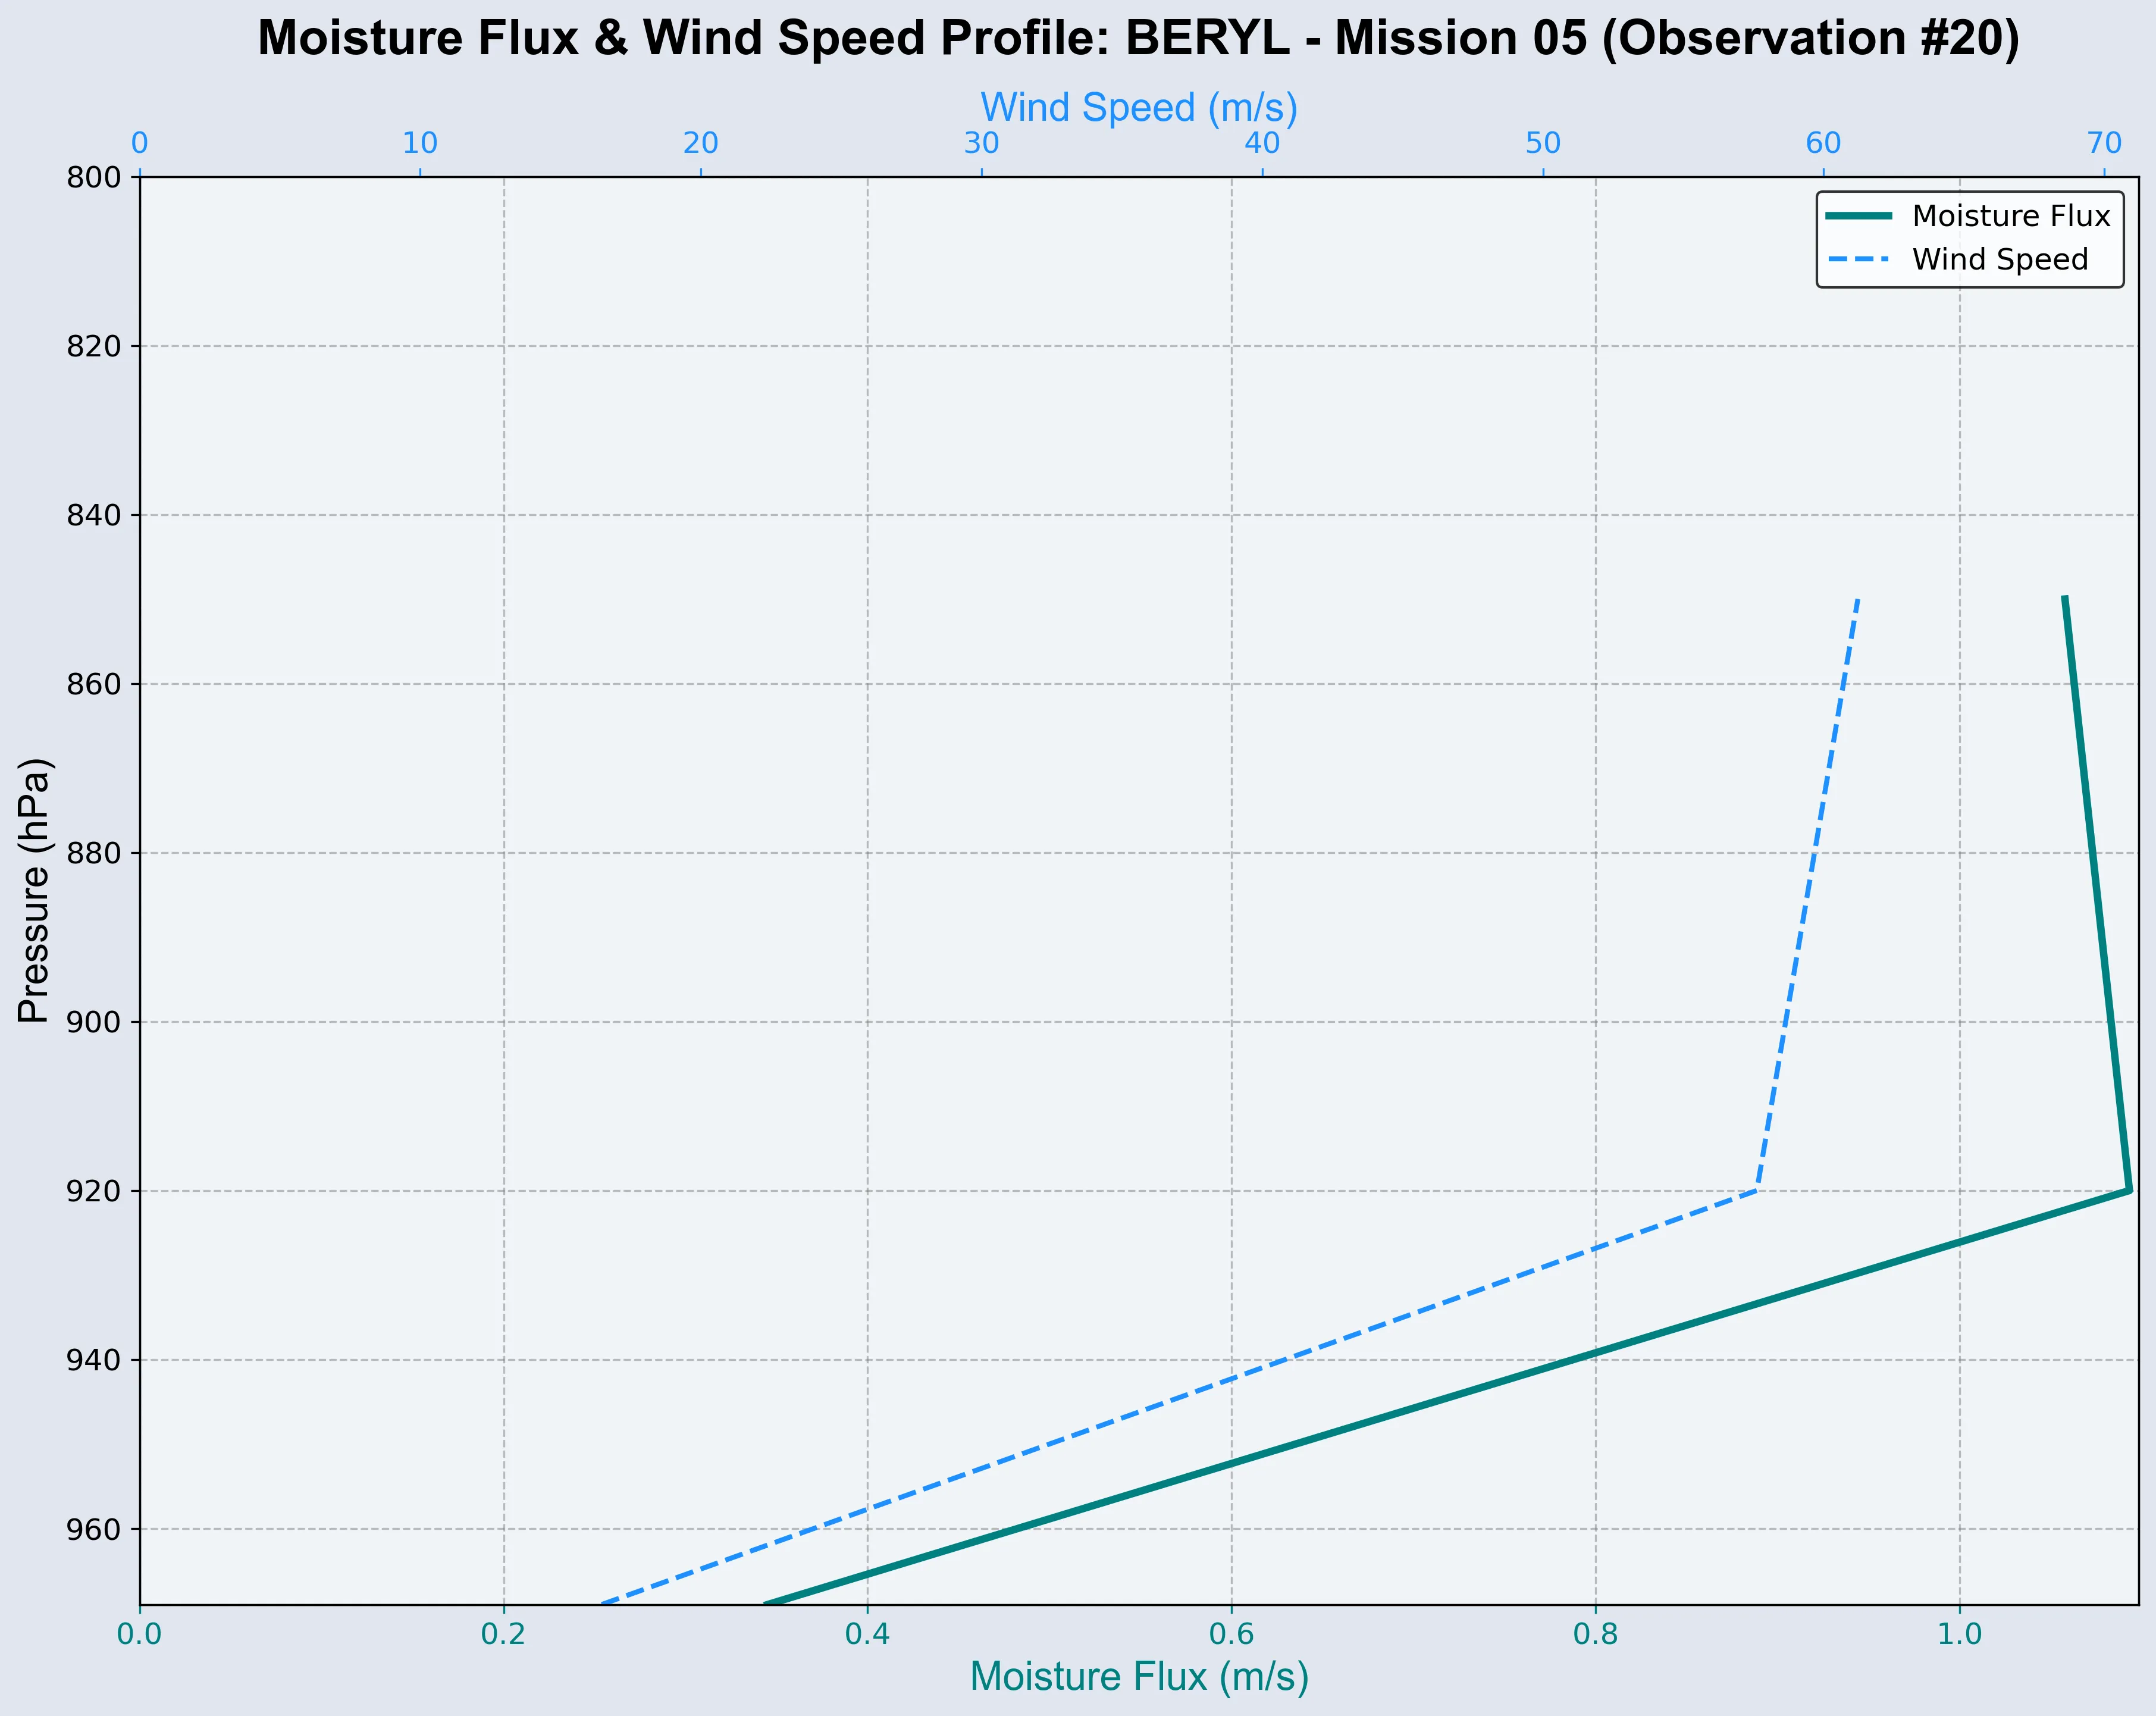 Moisture Flux & Wind Speed Profile: BERYL - Mission 05 (Observation #20)
Wind Speed (m/s)
0 10 20 30 40 50 60 70
Moisture Flux
Wind Speed
Pressure (hPa)
800
820
840
860
880
900
920
940
960
0.0 0.2 0.4 0.6 0.8 1.0
Moisture Flux (m/s)